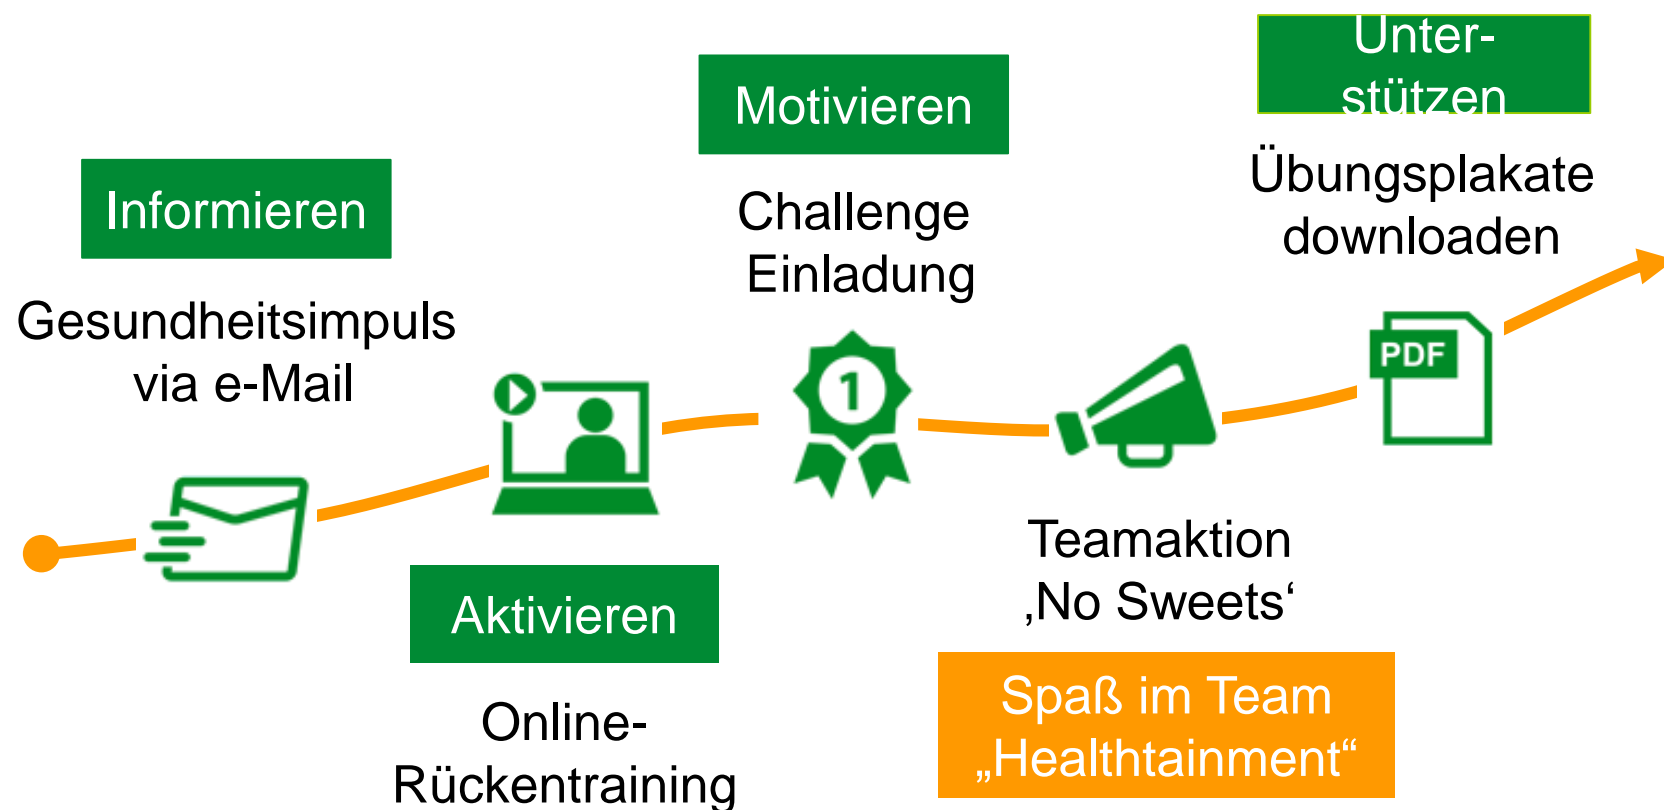 Informieren
Gesundheitsimpuls
via e-Mail
Aktivieren
Online-
Rückentraining
Motivieren
Challenge
Einladung
1
Teamaktion
‚No Sweets‘
Spaß im Team
„Healthtainment“
Unter-
stützen
Übungsplakate
downloaden
PDF